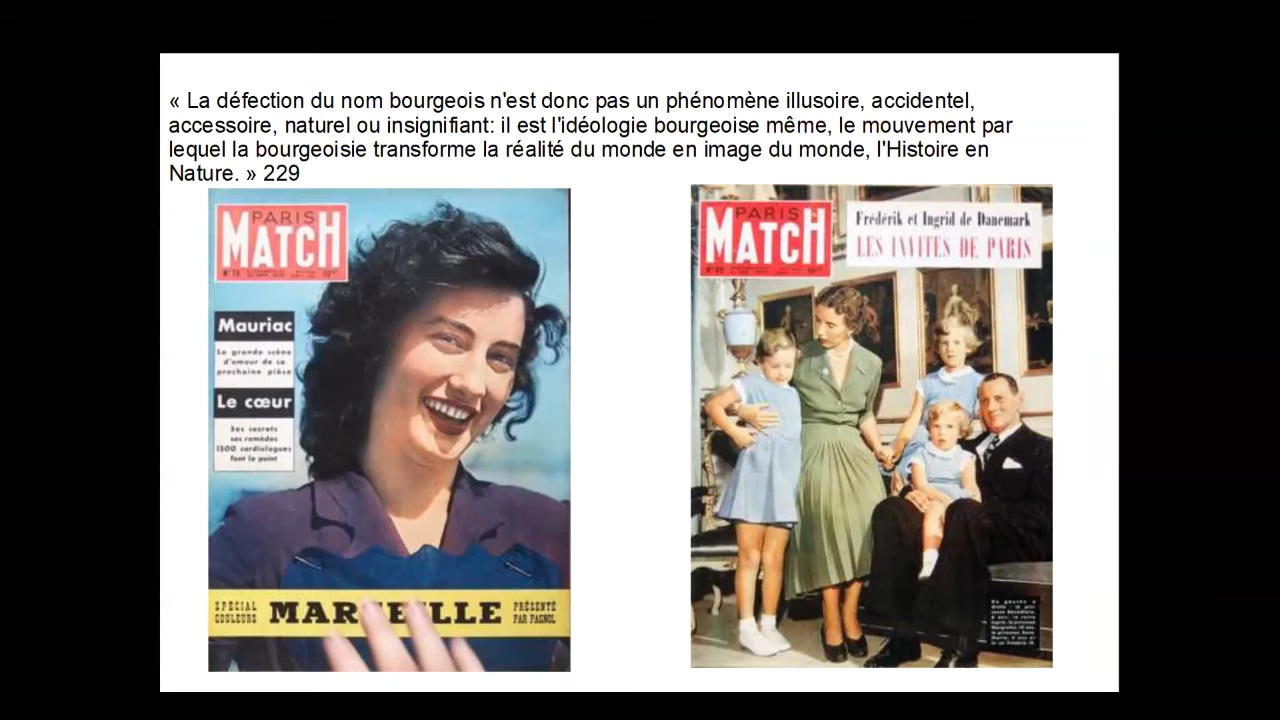 « La défection du nom bourgeois n'est donc pas un phénomène illusoire, accidentel,
accessoire, naturel ou insignifiant: il est l'idéologie bourgeoise même, le mouvement par
lequel la bourgeoisie transforme la réalité du monde en image du monde, l'Histoire en
Nature. » 229
PARIS
MATCH
Mauriac
La grande scène
d'amour de sa
prochaine pièce
Le cœur
Ses secrets
ses remèdes
1500 cardiologues
font le point
SPÉCIAL
COULEURS
MAR ELLE
PRÉSENTÉ
PAR PAGNOL
PARIS
MATCH
Frédérik et Ingrid de Danemark
LES INVITÉS DE PARIS